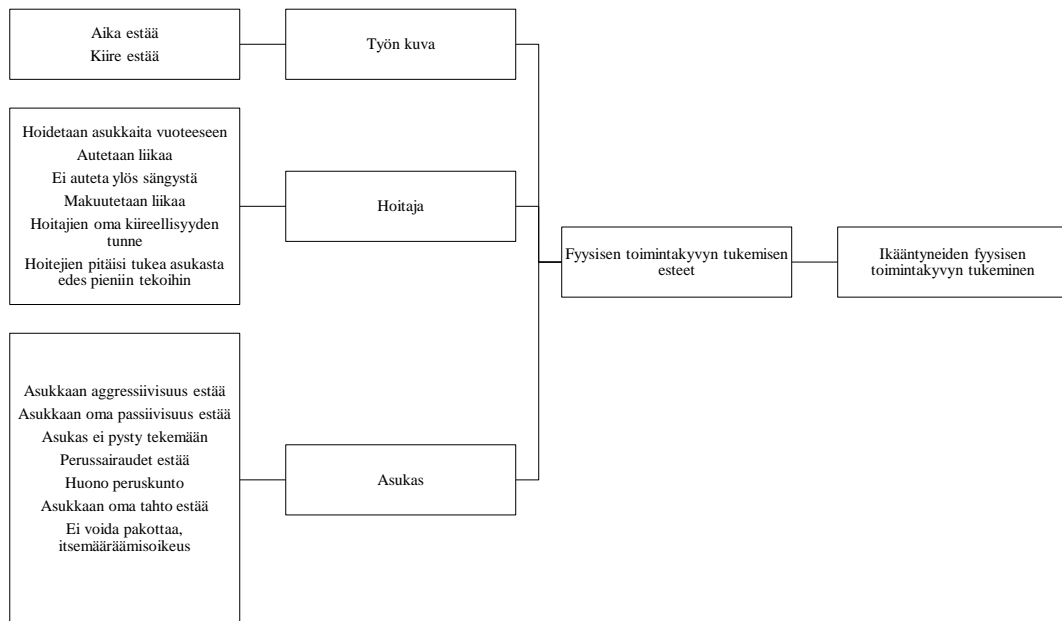 Aika estää
Kiire estää
Työn kuva
Hoidetaan asukkaita vuoteeseen
Autetaan liikaa
Ei auteta ylös sängystä
Makuutetaan liikaa
Hoitajien oma kiireellisyyden
tunne
Hoitejien pitäisi tukea asukasta
edes pieniin tekoihin
Hoitaja
Asukkaan aggressiivisuus estää
Asukkaan oma passiivisuus estää
Asukas ei pysty tekemään
Perussairaudet estää
Huono peruskunto
Asukkaan oma tahto estää
Ei voida pakottaa,
itsemääräämisoikeus
Asukas
Fyysisen toimintakyvyn tukemisen
esteet
Ikääntyneiden fyysisen
toimintakyvyn tukeminen